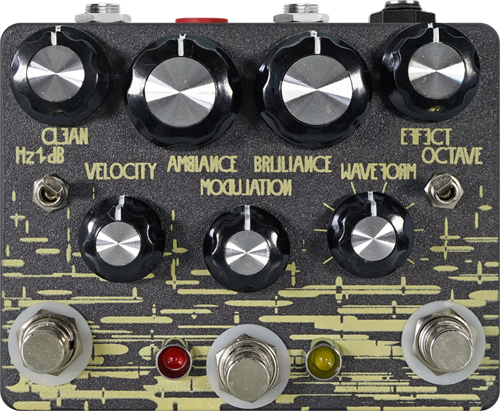 CLEAN
EFFECT
Hz↑dB
OCTAVE
VELOCITY
AMBIANCE
BRILLIANCE
WAVEFORM
MODULATION